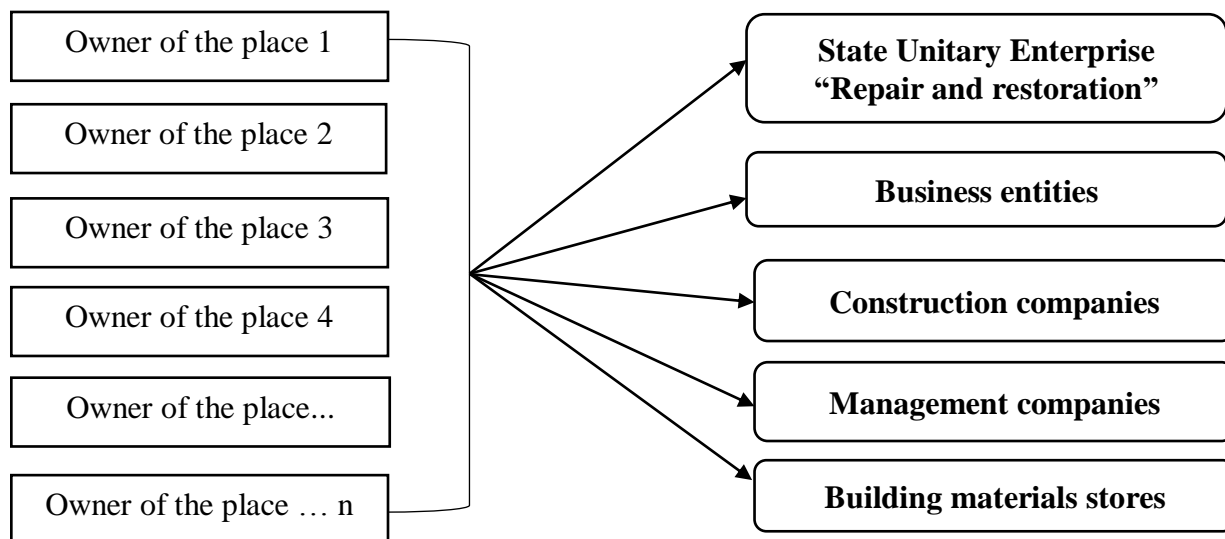 Owner of the place 1
Owner of the place 2
Owner of the place 3
Owner of the place 4
Owner of the place...
Owner of the place … n
State Unitary Enterprise
“Repair and restoration”
Business entities
Construction companies
Management companies
Building materials stores